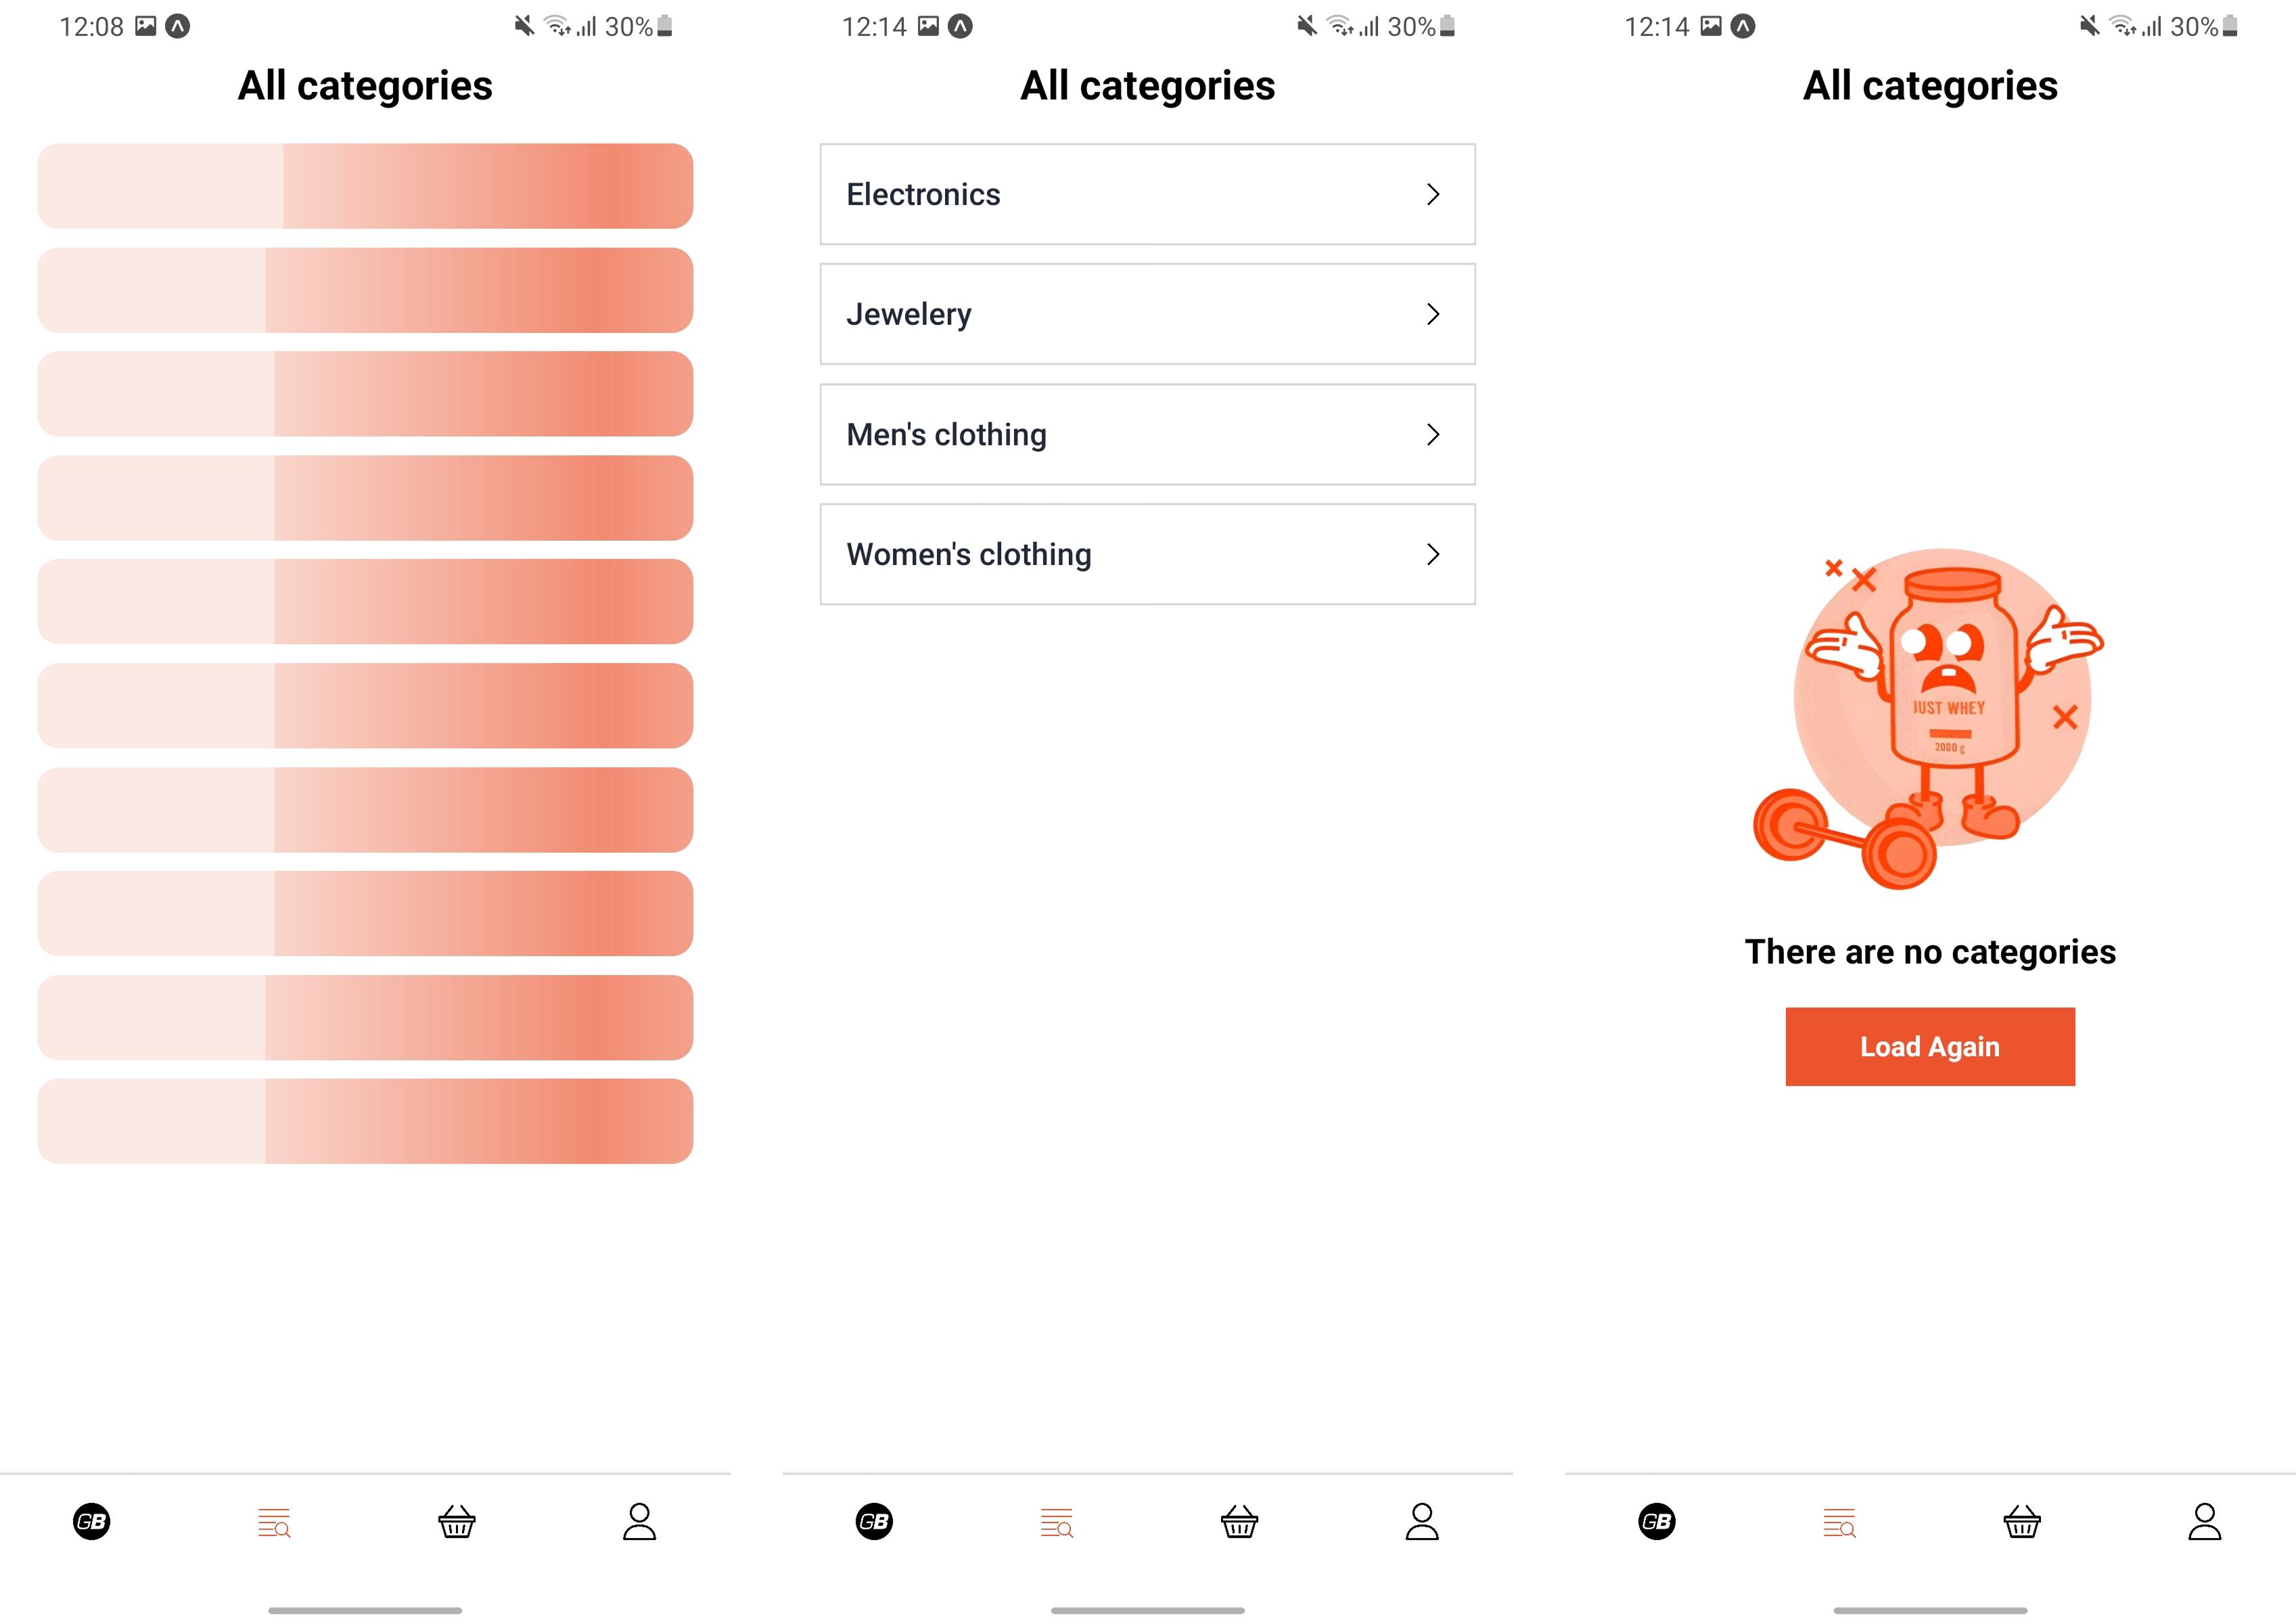 12:08
30%
All categories
GB
12:14
30%
All categories
Electronics
Jewelery
Men's clothing
Women's clothing
GB
12:14
30%
All categories
JUST WHEY
2000 g
There are no categories
Load Again
GB